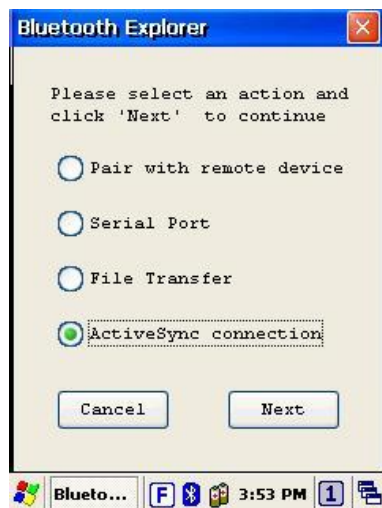 Bluetooth Explorer
Please select an action and
click 'Next' to continue
Pair with remote device
Serial Port
File Transfer
ActiveSync connection
Cancel
Next
Blueto...
F
3:53 PM
1